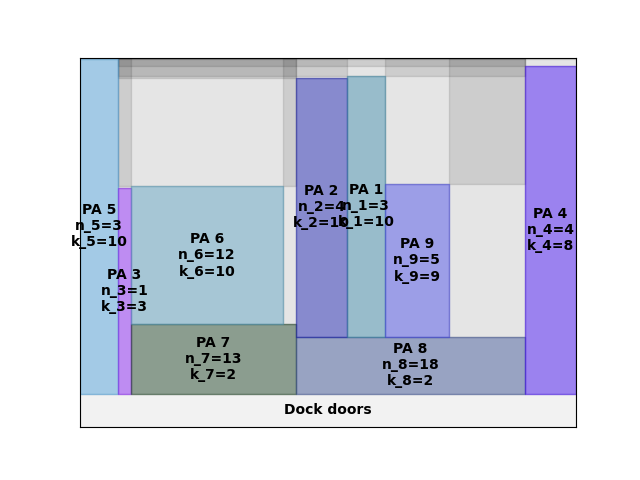 PA 5
n_5=3
k_5=10
PA 3
n_3=1
k_3=3
PA 6
n_6=12
k_6=10
PA 7
n_7=13
k_7=2
PA 2
n_2=4
k_2=10
PA 1
n_1=3
k_1=10
PA 9
n_9=5
k_9=9
PA 8
n_8=18
k_8=2
PA 4
n_4=4
k_4=8
Dock doors